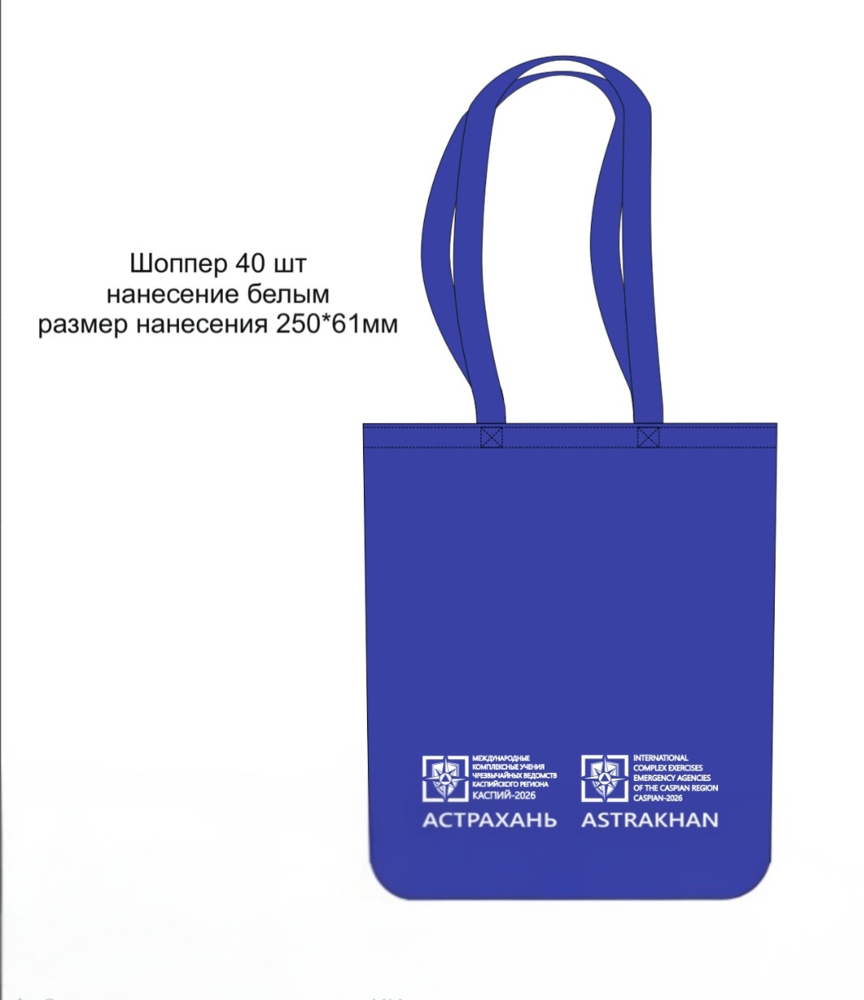 Шоппер 40 шт
нанесение белым
размер нанесения 250*61мм
МЕЖДУНАРОДНЫЕ
КОМПЛЕКСНЫЕ УЧЕНИЯ
ЧРЕЗВЫЧАЙНЫХ ВЕДОМСТВ
КАСПИЙСКОГО РЕГИОНА
КАСПИЙ-2026
АСТРАХАНЬ
INTERNATIONAL
COMPLEX EXERCISES
EMERGENCY AGENCIES
OF THE CASPIAN REGION
CASPIAN-2026
ASTRAKHAN